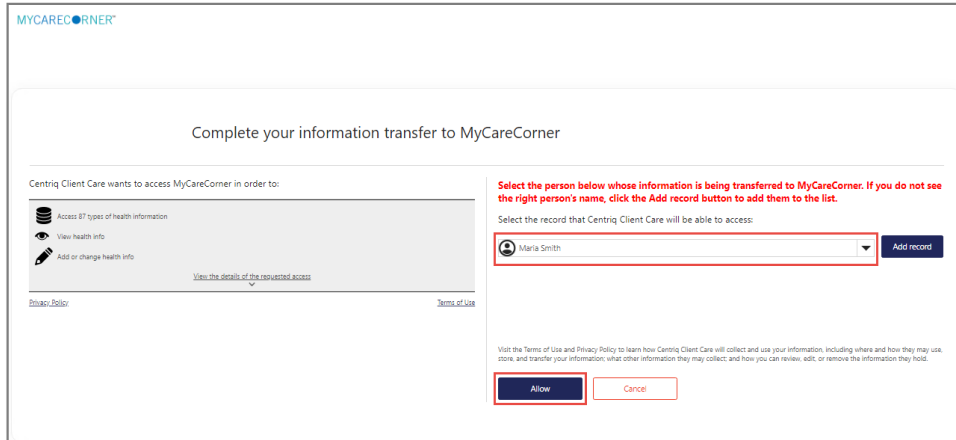 MYCARECORNER™
Complete your information transfer to MyCareCorner
Centriq Client Care wants to access MyCareCorner in order to:
Access 87 types of health information
View health info
Add or change health info
View the details of the requested access
Privacy Policy
Terms of Use
Select the person below whose information is being transferred to MyCareCorner. If you do not see
the right person's name, click the Add record button to add them to the list.
Select the record that Centriq Client Care will be able to access:
Maria Smith
Add record
Visit the Terms of Use and Privacy Policy to learn how Centriq Client Care will collect and use your information, including where and how they may use,
store, and transfer your information; what other information they may collect; and how you can review, edit, or remove the information they hold.
Allow
Cancel